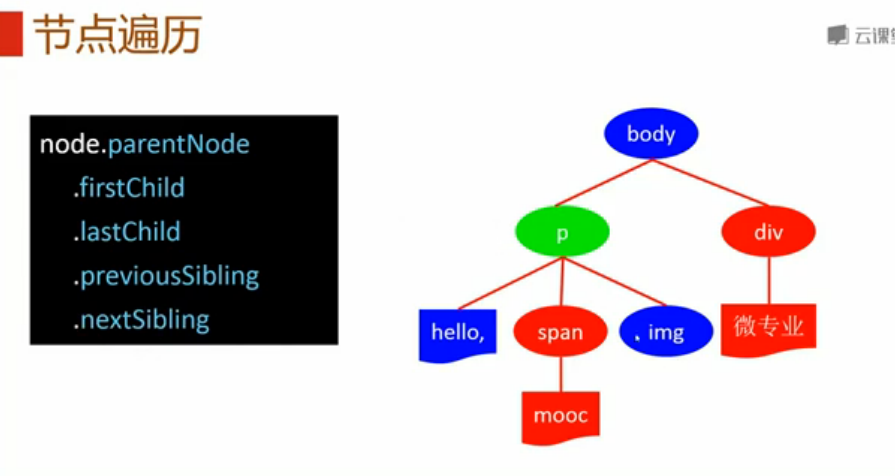 节点遍历
云课堂
node.parentNode
.firstChild
.lastChild
.previousSibling
.nextSibling
body
p
div
hello,
span
img
微专业
mooc